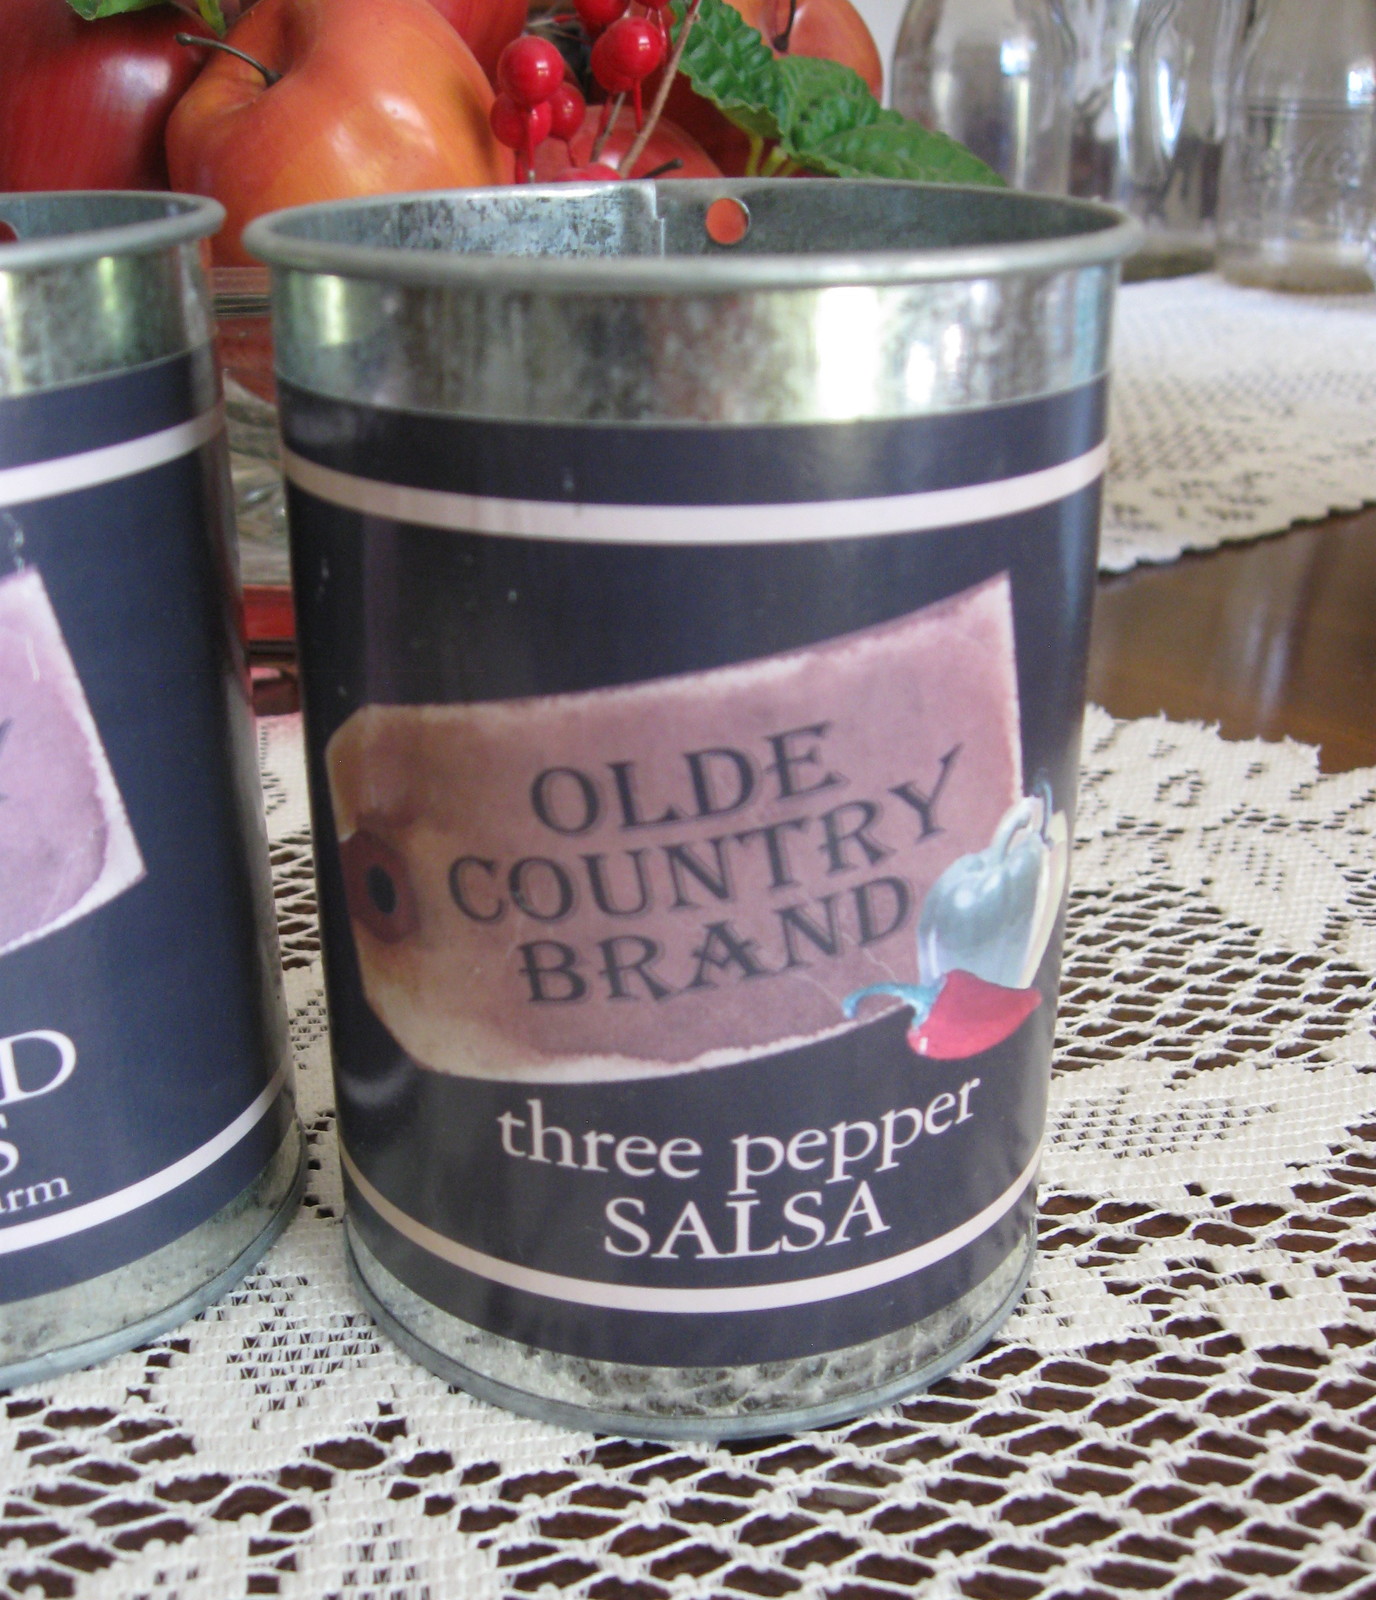 OLDE
COUNTRY
BRAND
three pepper
SALSA